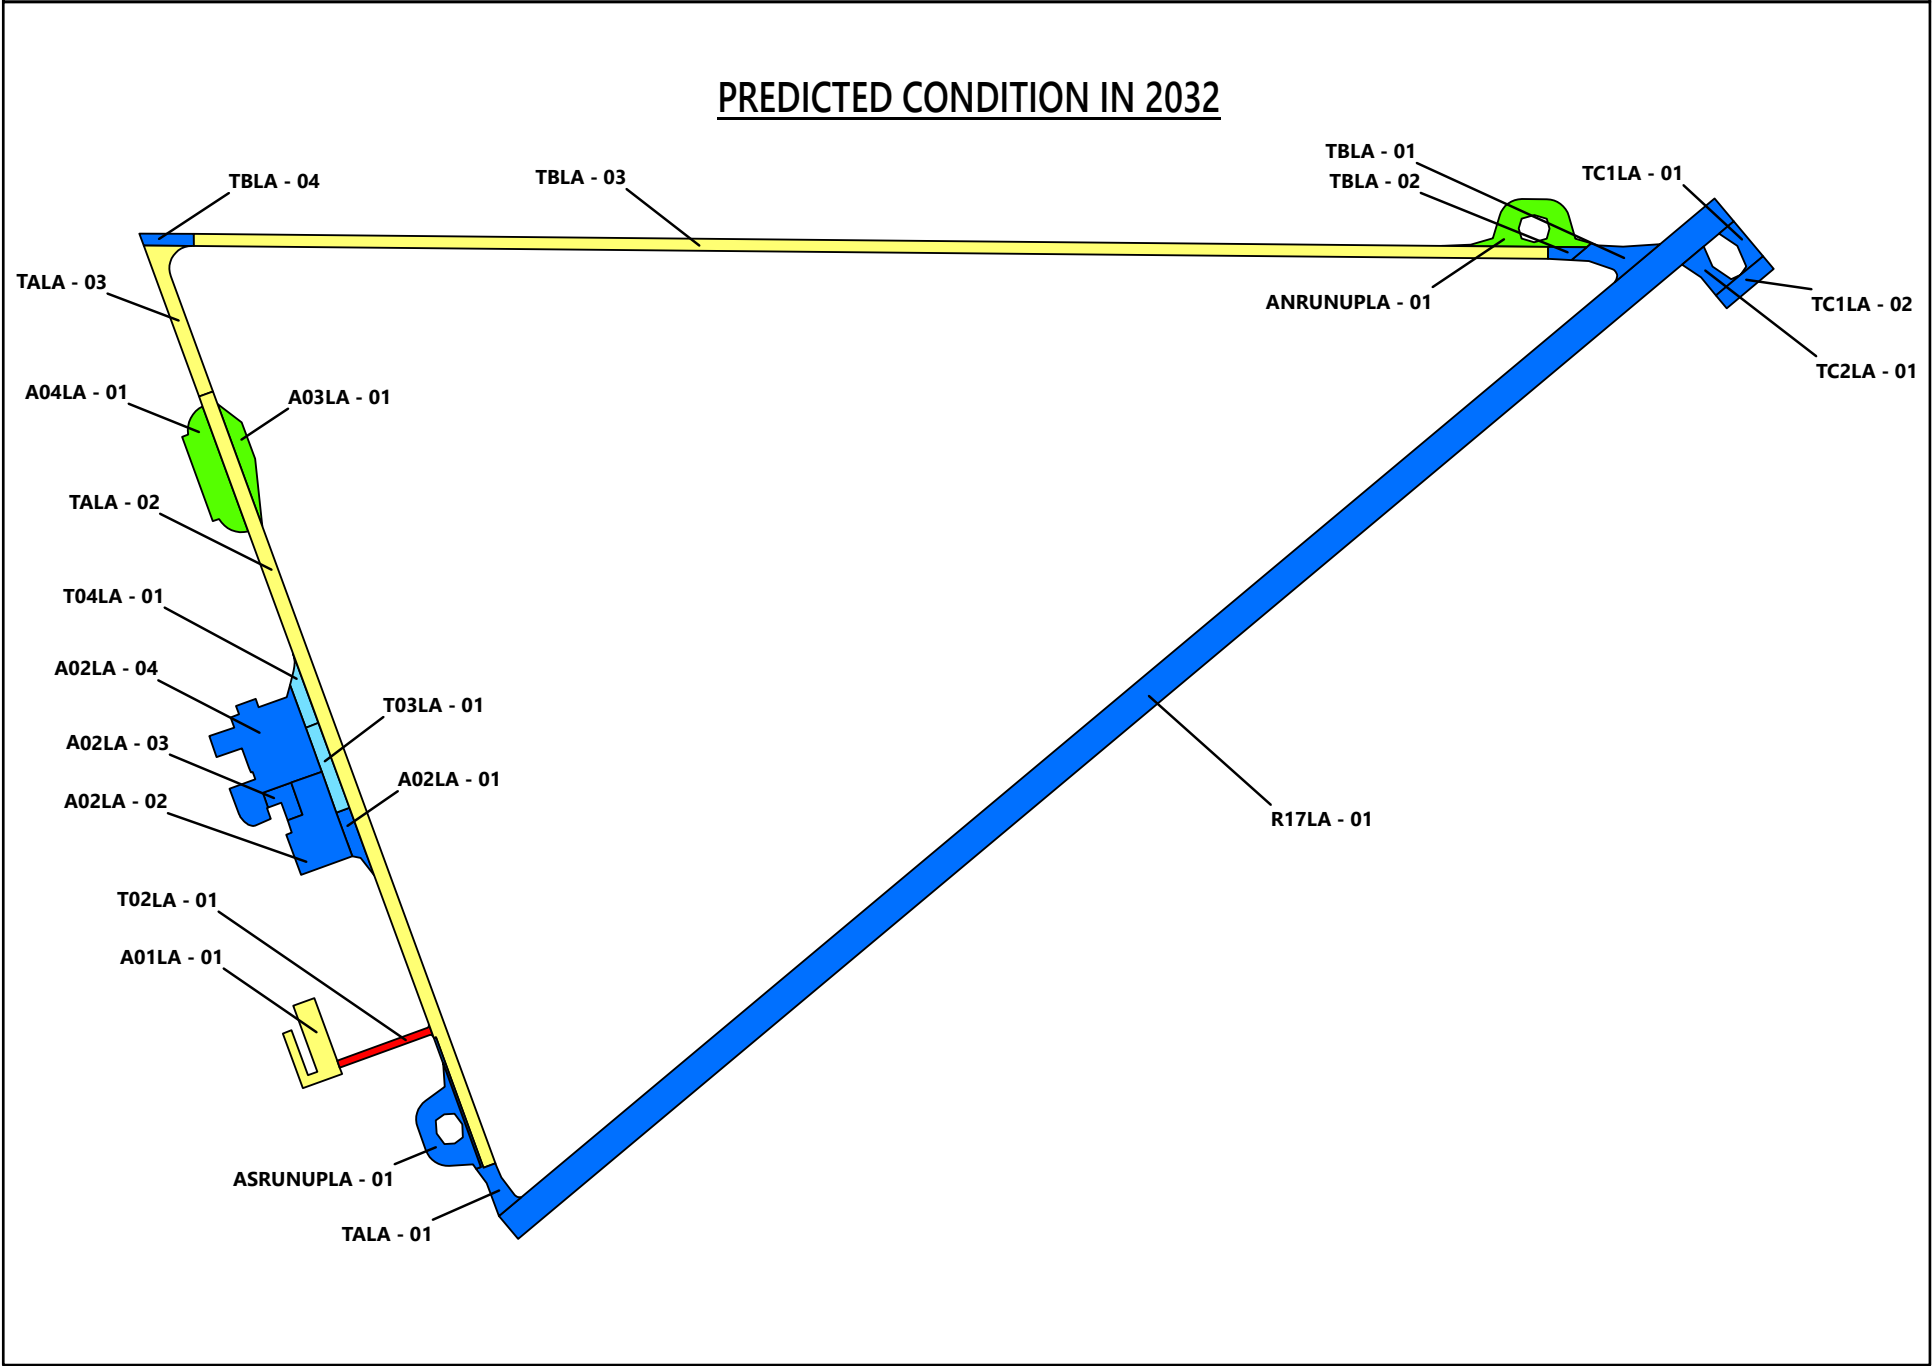 PREDICTED CONDITION IN 2032
TBLA - 01
TC1LA - 01
TBLA - 04
TBLA - 03
TBLA - 02
TALA - 03
ANRUNUPLA - 01
TC1LA - 02
TC2LA - 01
A04LA - 01
A03LA - 01
TALA - 02
T04LA - 01
A02LA - 04
T03LA - 01
A02LA - 03
A02LA - 01
A02LA - 02
R17LA - 01
T02LA - 01
A01LA - 01
ASRUNUPLA - 01
TALA - 01